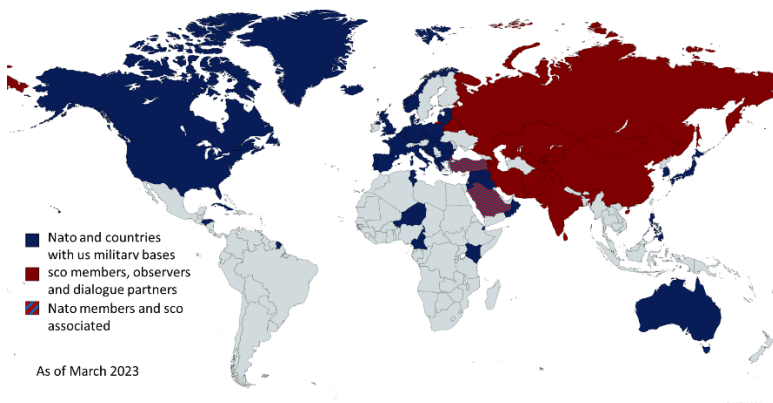 Nato and countries
with us military bases
sco members, observers
and dialogue partners
Nato members and sco
associated
As of March 2023